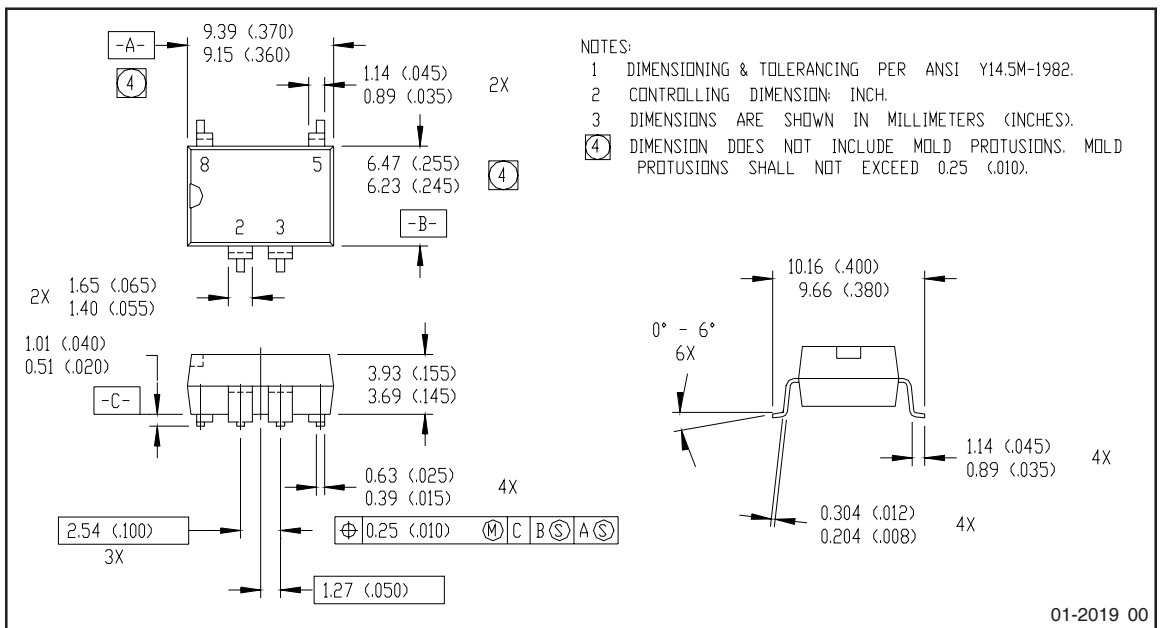 -A-
9.39 (.370)
9.15 (.360)
4
1.14 (.045)
0.89 (.035)
2X
8
5
6.47 (.255)
6.23 (.245)
4
2
3
-B-
2X
1.65 (.065)
1.40 (.055)
1.01 (.040)
0.51 (.020)
-C-
3.93 (.155)
3.69 (.145)
0.63 (.025)
0.39 (.015)
4X
2.54 (.100)
3X
⌖ 0.25 (.010) Ⓜ C B Ⓢ A Ⓢ
1.27 (.050)
NOTES:
1 DIMENSIONING & TOLERANCING PER ANSI Y14.5M-1982.
2 CONTROLLING DIMENSION: INCH.
3 DIMENSIONS ARE SHOWN IN MILLIMETERS (INCHES).
4 DIMENSION DOES NOT INCLUDE MOLD PROTUSIONS. MOLD
PROTUSIONS SHALL NOT EXCEED 0.25 (.010).
10.16 (.400)
9.66 (.380)
0° - 6°
6X
1.14 (.045)
0.89 (.035)
4X
0.304 (.012)
0.204 (.008)
4X
01-2019 00